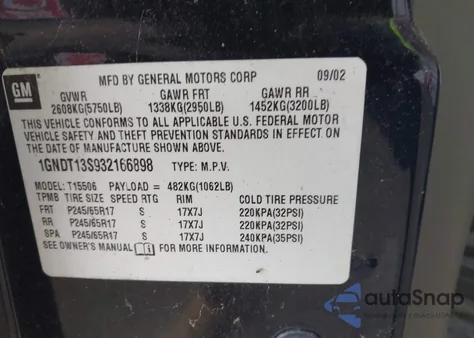 GM
MFD BY GENERAL MOTORS CORP 09/02
GVWR GAWR FRT GAWR RR
2608KG(5750LB) 1338KG(2950LB) 1452KG(3200LB)
THIS VEHICLE CONFORMS TO ALL APPLICABLE U.S. FEDERAL MOTOR
VEHICLE SAFETY AND THEFT PREVENTION STANDARDS IN EFFECT ON
THE DATE OF MANUFACTURE SHOWN ABOVE.
1GNDT13S932166898 TYPE: M.P.V.
MODEL: T15506 PAYLOAD = 482KG(1062LB)
TPMB TIRE SIZE SPEED RTG RIM COLD TIRE PRESSURE
FRT P245/65R17 S 17X7J 220KPA(32PSI)
RR P245/65R17 S 17X7J 220KPA(32PSI)
SPA P245/65R17 S 17X7J 240KPA(35PSI)
SEE OWNER'S MANUAL FOR MORE INFORMATION.
autoSnap